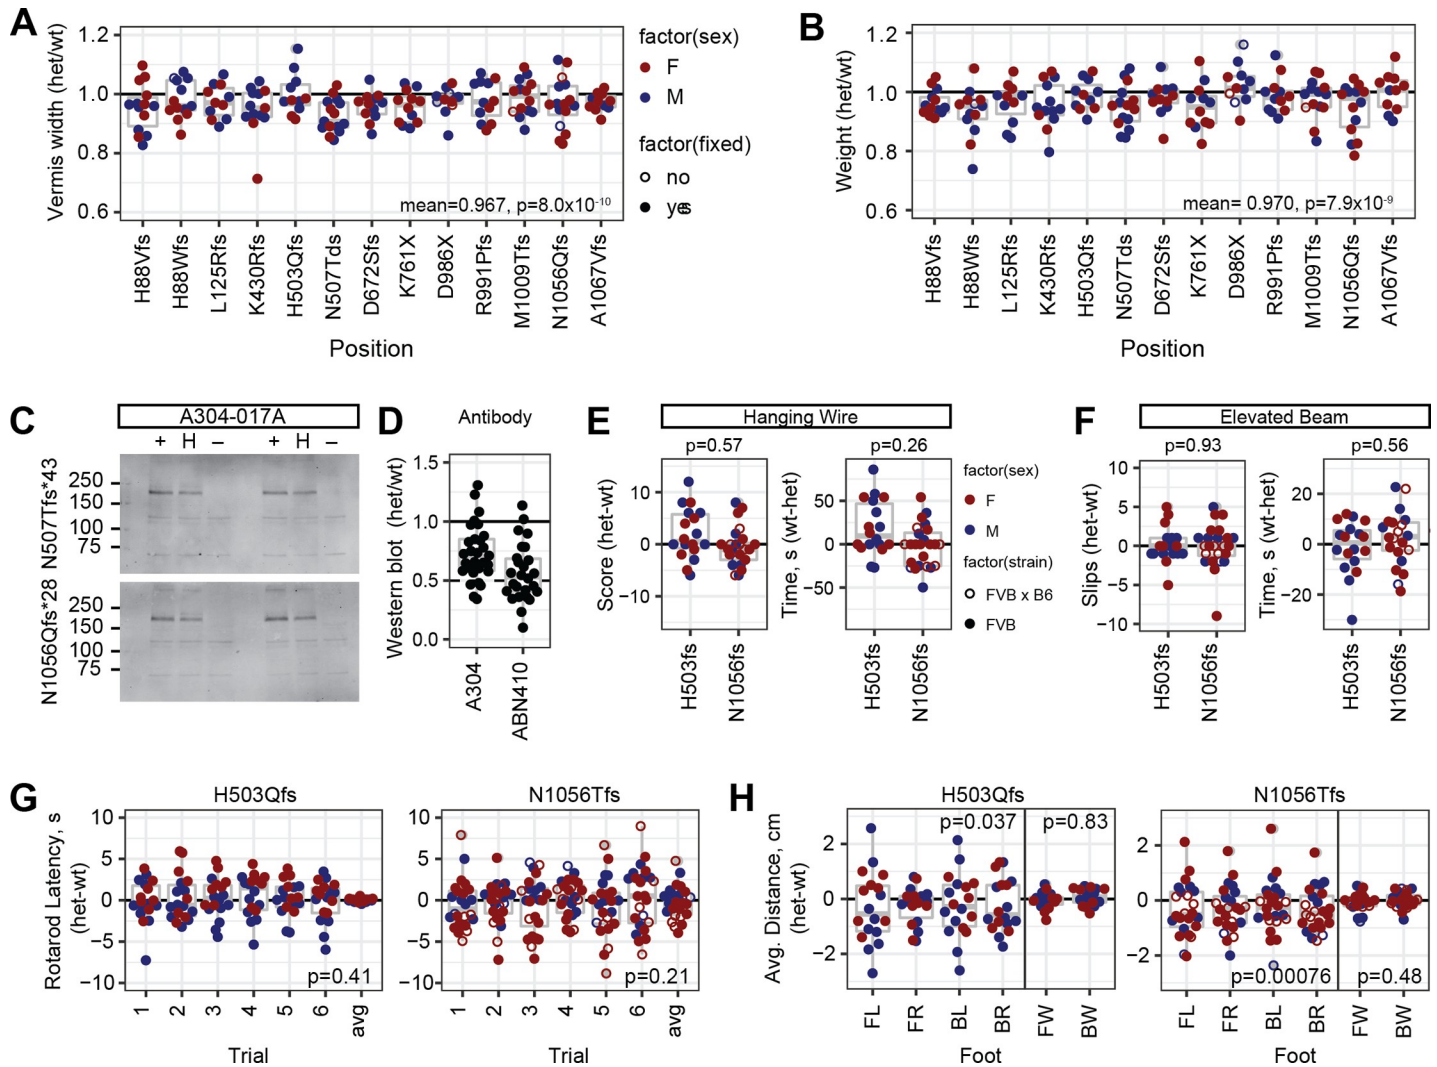 A
Vermis width (het/wt)
1.2
1.0
0.8
0.6
mean=0.967, p=8.0x10-10
H88Vfs
H88Wfs
L125Rfs
K430Rfs
H503Qfs
N507Tds
D672Sfs
K761X
D986X
R991Pfs
M1009Tfs
N1056Qfs
A1067Vfs
Position
factor(sex)
F
M
factor(fixed)
no
yes
B
Weight (het/wt)
1.2
1.0
0.8
0.6
mean= 0.970, p=7.9x10-9
H88Vfs
H88Wfs
L125Rfs
K430Rfs
H503Qfs
N507Tds
D672Sfs
K761X
D986X
R991Pfs
M1009Tfs
N1056Qfs
A1067Vfs
Position
C
A304-017A
+ H – + H –
N507Tfs*43
250
150
100
75
N1056Qfs*28
250
150
100
75
D
Antibody
Western blot (het/wt)
1.5
1.0
0.5
0.0
A304
ABN410
E
Hanging Wire
p=0.57
Score (het-wt)
10
0
−10
H503fs
N1056fs
p=0.26
Time, s (wt-het)
50
0
−50
H503fs
N1056fs
factor(sex)
F
M
factor(strain)
FVB x B6
FVB
F
Elevated Beam
p=0.93
Slips (het-wt)
10
5
0
−5
−10
H503fs
N1056fs
p=0.56
Time, s (wt-het)
20
0
−20
H503fs
N1056fs
G
Rotarod Latency, s
(het-wt)
H503Qfs
10
5
0
−5
−10
p=0.41
1 2 3 4 5 6 avg
Trial
N1056Tfs
10
5
0
−5
−10
p=0.21
1 2 3 4 5 6 avg
Trial
H
Avg. Distance, cm
(het-wt)
H503Qfs
p=0.037
p=0.83
2
0
−2
FL FR BL BR FW BW
Foot
N1056Tfs
2
0
−2
p=0.00076
p=0.48
FL FR BL BR FW BW
Foot